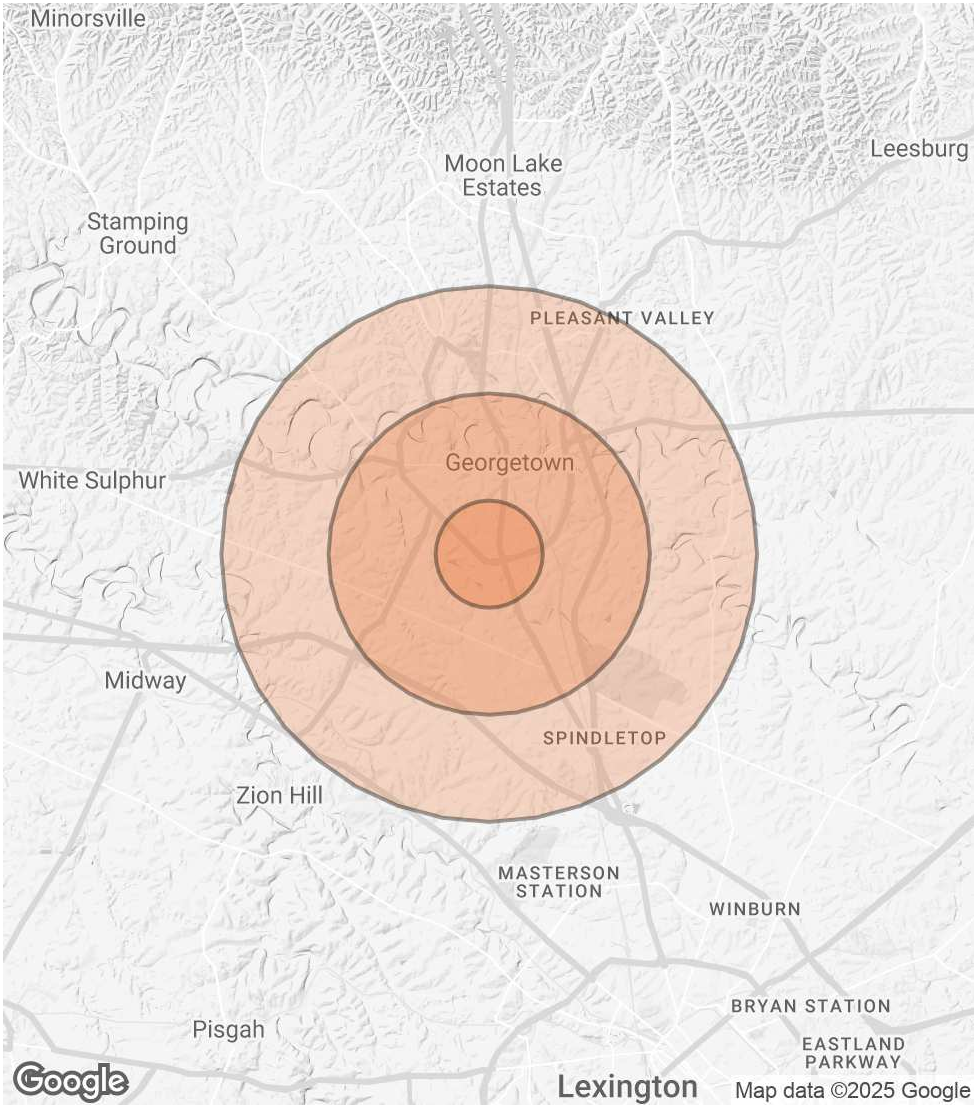 Minorsville
Leesburg
Moon Lake
Estates
Stamping
Ground
PLEASANT VALLEY
Georgetown
White Sulphur
Midway
SPINDLETOP
Zion Hill
MASTERSON
STATION
WINBURN
BRYAN STATION
Pisgah
EASTLAND
PARKWAY
Google
Lexington
Map data ©2025 Google